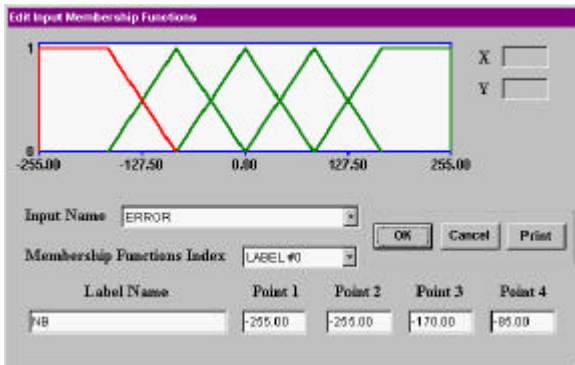 Edit Input Membership Functions
1
X
Y
0
-255.00 -127.50 0.00 127.50 255.00
Input Name ERROR
OK Cancel Print
Membership Functions Index LABEL #0
Label Name Point 1 Point 2 Point 3 Point 4
NB -255.00 -255.00 -170.00 -85.00